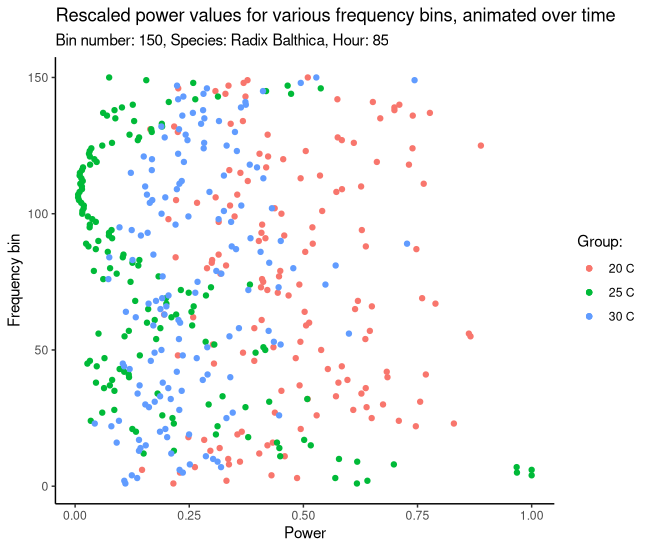 Rescaled power values for various frequency bins, animated over time
Bin number: 150, Species: Radix Balthica, Hour: 85
150
100
50
0
Frequency bin
0.00 0.25 0.50 0.75 1.00
Power
Group:
20 C
25 C
30 C